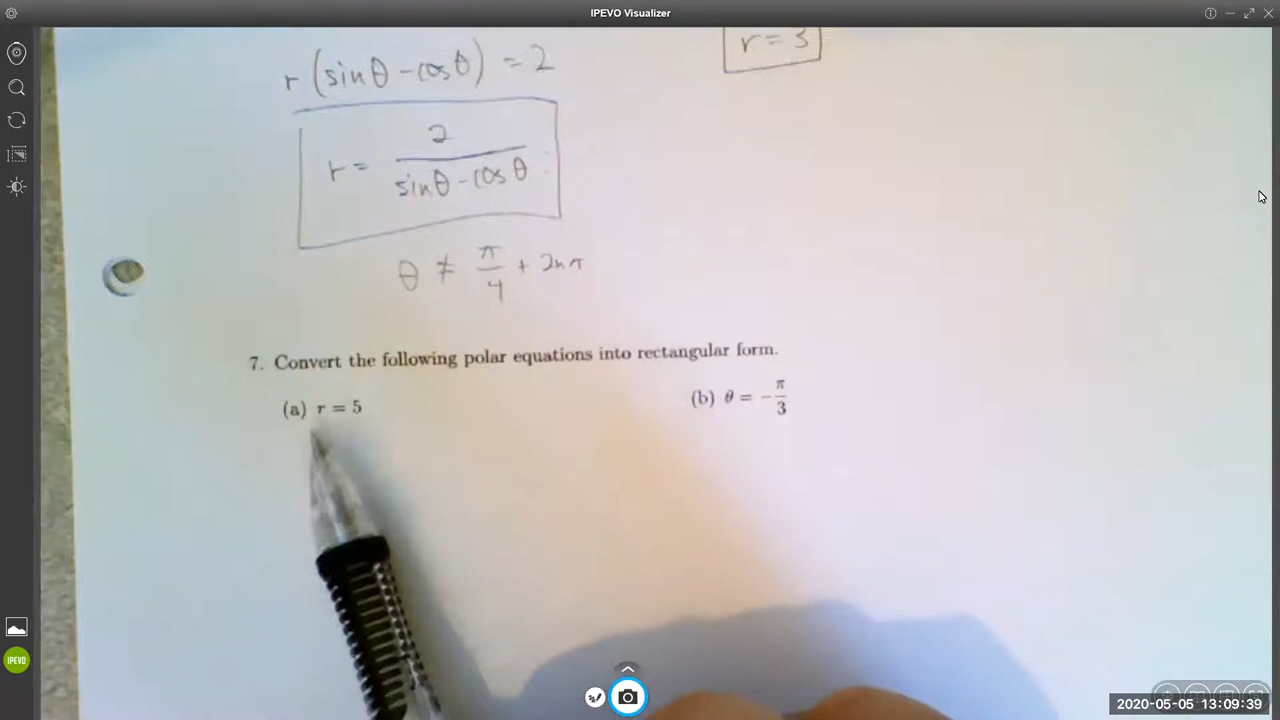 IPEVO Visualizer
r (sinθ - cosθ) = 2
r = 3
r = 2 / (sinθ - cosθ)
θ ≠ π/4 + 2nπ
7. Convert the following polar equations into rectangular form.
(a) r = 5
(b) θ = -π/3
IPEVO
2020-05-05 13:09:39